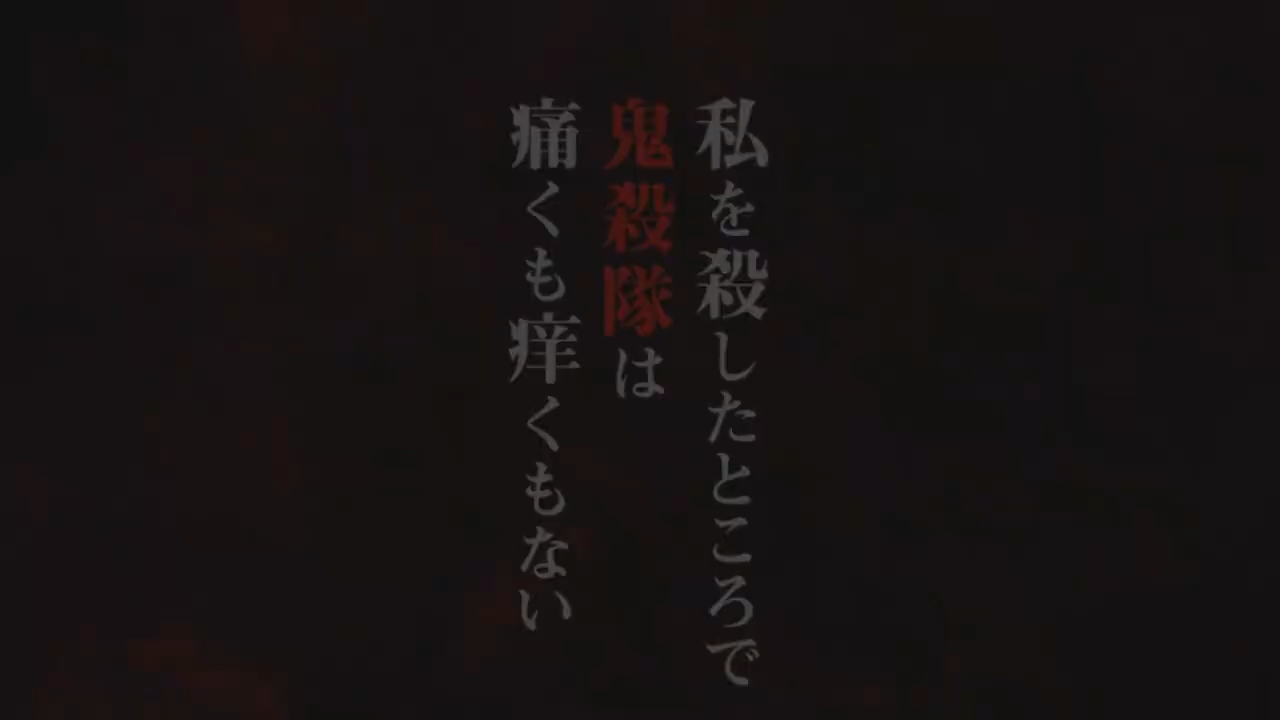 私を殺したところで
鬼殺隊は
痛くも痒くもない